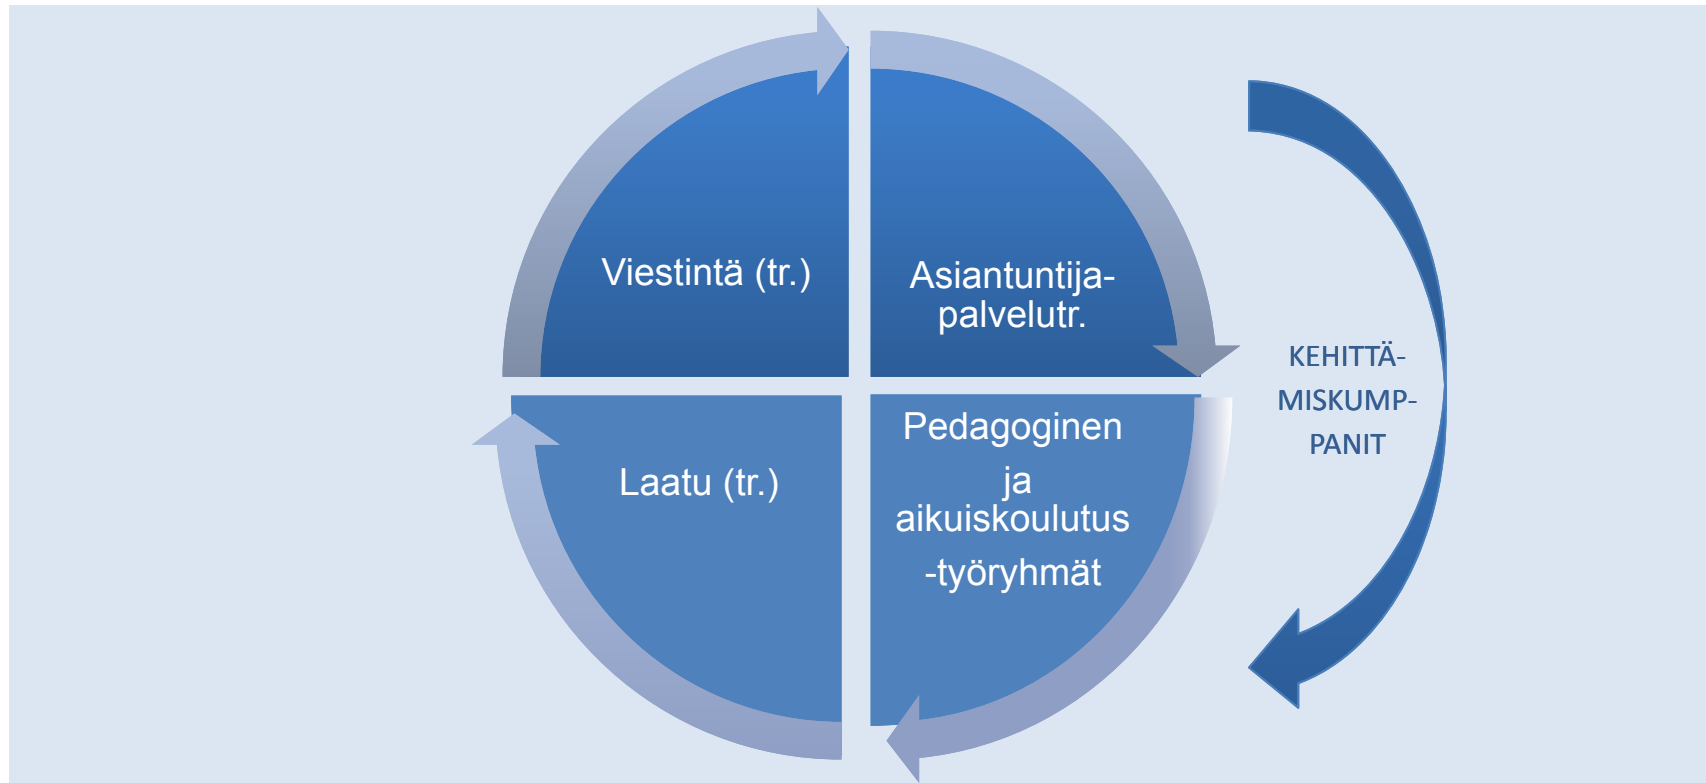 Viestintä (tr.)
Asiantuntija-
palvelutr.
KEHITTÄ-
MISKUMP-
PANIT
Laatu (tr.)
Pedagoginen
ja
aikuiskoulutus
-työryhmät